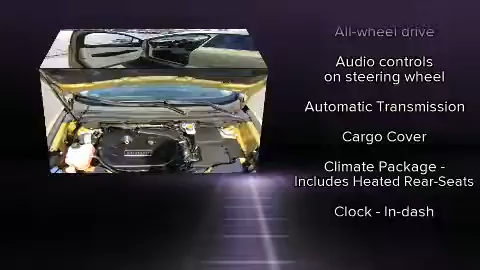 All-wheel drive
Audio controls
on steering wheel
Automatic Transmission
Cargo Cover
Climate Package -
Includes Heated Rear-Seats
Clock - In-dash